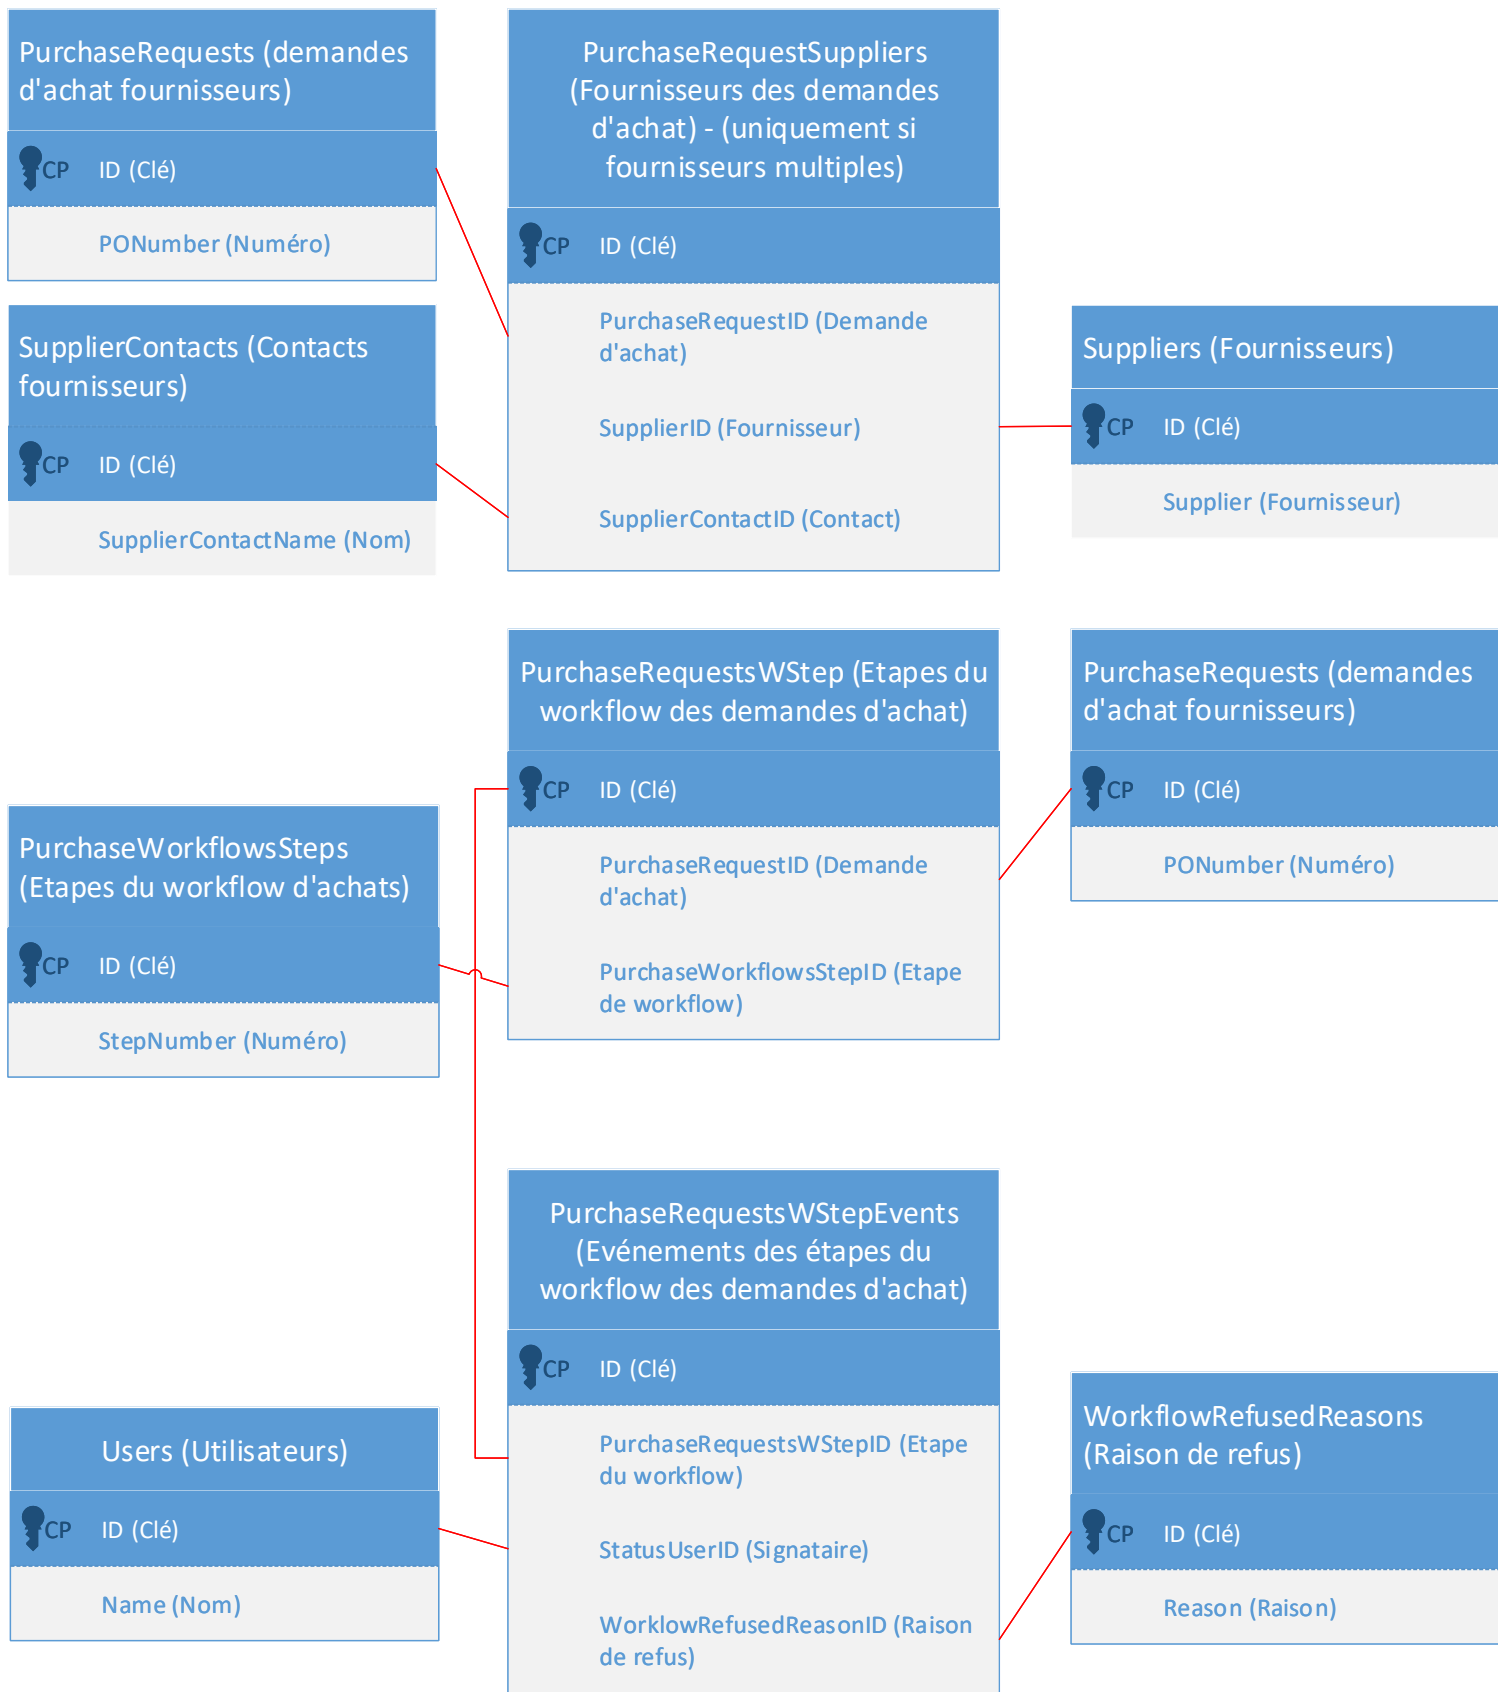 PurchaseRequests (demandes
d'achat fournisseurs)
CP ID (Clé)
PONumber (Numéro)
PurchaseRequestSuppliers
(Fournisseurs des demandes
d'achat) - (uniquement si
fournisseurs multiples)
CP ID (Clé)
PurchaseRequestID (Demande
d'achat)
SupplierID (Fournisseur)
SupplierContactID (Contact)
SupplierContacts (Contacts
fournisseurs)
CP ID (Clé)
SupplierContactName (Nom)
Suppliers (Fournisseurs)
CP ID (Clé)
Supplier (Fournisseur)
PurchaseRequestsWStep (Etapes du
workflow des demandes d'achat)
CP ID (Clé)
PurchaseRequestID (Demande
d'achat)
PurchaseWorkflowsStepID (Etape
de workflow)
PurchaseRequests (demandes
d'achat fournisseurs)
CP ID (Clé)
PONumber (Numéro)
PurchaseWorkflowsSteps
(Etapes du workflow d'achats)
CP ID (Clé)
StepNumber (Numéro)
PurchaseRequestsWStepEvents
(Evénements des étapes du
workflow des demandes d'achat)
CP ID (Clé)
PurchaseRequestsWStepID (Etape
du workflow)
StatusUserID (Signataire)
WorklowRefusedReasonID (Raison
de refus)
Users (Utilisateurs)
CP ID (Clé)
Name (Nom)
WorkflowRefusedReasons
(Raison de refus)
CP ID (Clé)
Reason (Raison)